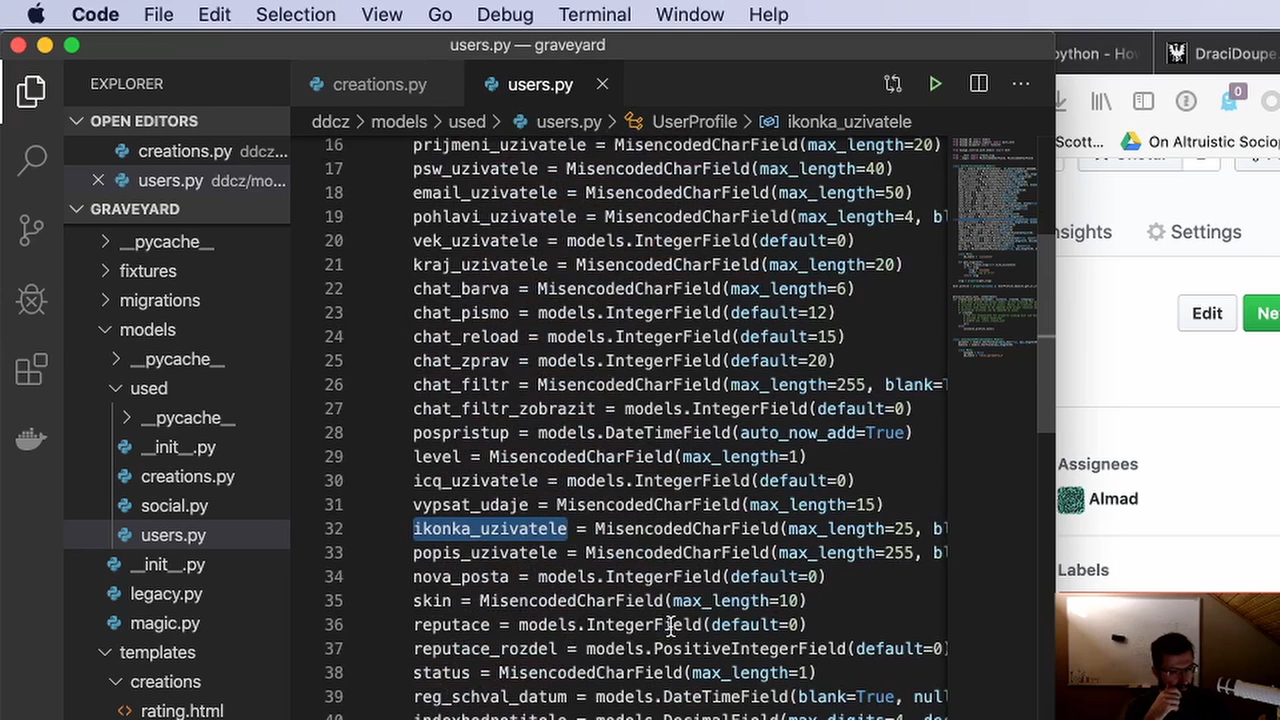 Code File Edit Selection View Go Debug Terminal Window Help
users.py — graveyard
EXPLORER
OPEN EDITORS
creations.py ddcz...
users.py ddcz/mo...
GRAVEYARD
__pycache__
fixtures
migrations
models
__pycache__
used
__pycache__
__init__.py
creations.py
social.py
users.py
__init__.py
legacy.py
magic.py
templates
creations
rating.html
creations.py
users.py
ddcz > models > used > users.py > UserProfile > ikonka_uzivatele
16 prijmeni_uzivatele = MisencodedCharField(max_length=20)
17 psw_uzivatele = MisencodedCharField(max_length=40)
18 email_uzivatele = MisencodedCharField(max_length=50)
19 pohlavi_uzivatele = MisencodedCharField(max_length=4, bl
20 vek_uzivatele = models.IntegerField(default=0)
21 kraj_uzivatele = MisencodedCharField(max_length=20)
22 chat_barva = MisencodedCharField(max_length=6)
23 chat_pismo = models.IntegerField(default=12)
24 chat_reload = models.IntegerField(default=15)
25 chat_zprav = models.IntegerField(default=20)
26 chat_filtr = MisencodedCharField(max_length=255, blank=T
27 chat_filtr_zobrazit = models.IntegerField(default=0)
28 pospristup = models.DateTimeField(auto_now_add=True)
29 level = MisencodedCharField(max_length=1)
30 icq_uzivatele = models.IntegerField(default=0)
31 vypsat_udaje = MisencodedCharField(max_length=15)
32 ikonka_uzivatele = MisencodedCharField(max_length=25, bl
33 popis_uzivatele = MisencodedCharField(max_length=255, bl
34 nova_posta = models.IntegerField(default=0)
35 skin = MisencodedCharField(max_length=10)
36 reputace = models.IntegerField(default=0)
37 reputace_rozdel = models.PositiveIntegerField(default=0)
38 status = MisencodedCharField(max_length=1)
39 reg_schval_datum = models.DateTimeField(blank=True, null
python - Ho
DraciDoupe
0
Scott...
On Altruistic Sociop
nsights
Settings
Edit
Ne
Assignees
Almad
Labels